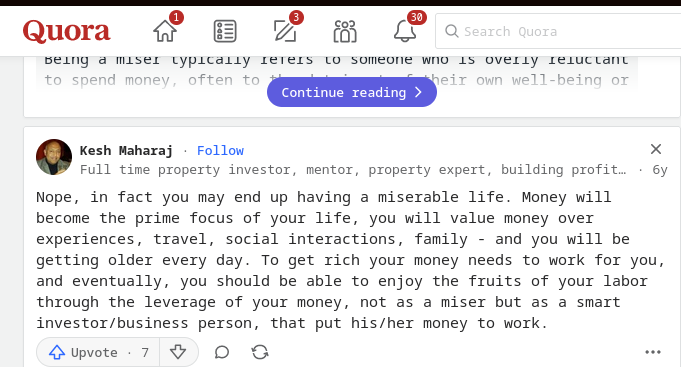 Quora
1
3
30
Search Quora
Being a miser typically refers to someone who is overly reluctant
to spend money, often to the detriment of their own well-being or
Continue reading
Kesh Maharaj · Follow
Full time property investor, mentor, property expert, building profit… · 6y
Nope, in fact you may end up having a miserable life. Money will
become the prime focus of your life, you will value money over
experiences, travel, social interactions, family - and you will be
getting older every day. To get rich your money needs to work for you,
and eventually, you should be able to enjoy the fruits of your labor
through the leverage of your money, not as a miser but as a smart
investor/business person, that put his/her money to work.
Upvote · 7